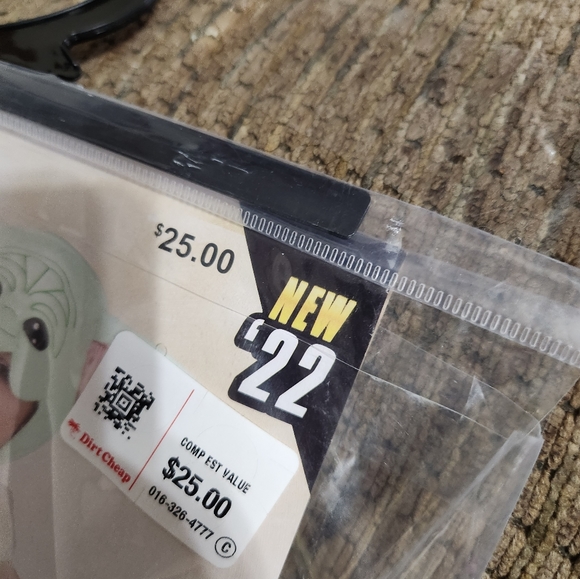 $25.00
NEW
'22
Dirt Cheap
COMP EST VALUE
$25.00
016-326-4777 C